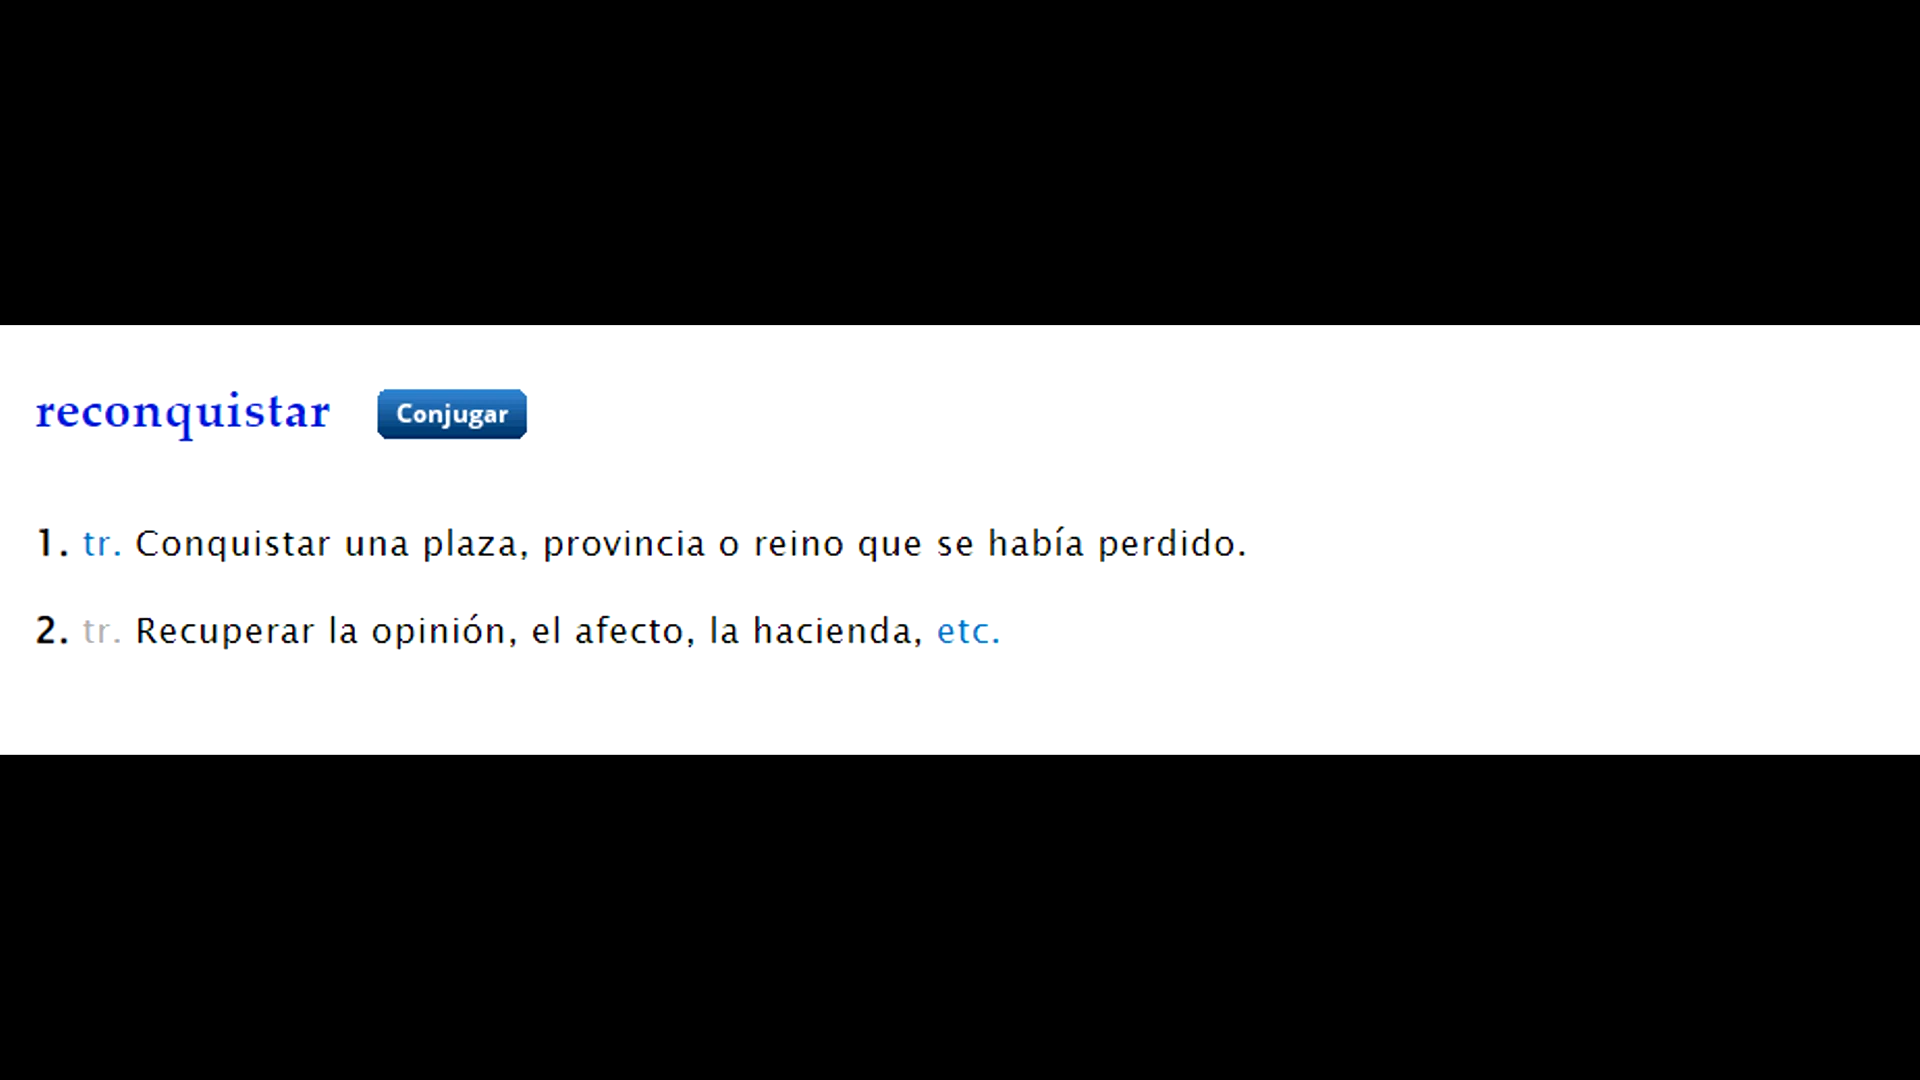 reconquistar Conjugar
1. tr. Conquistar una plaza, provincia o reino que se había perdido.
2. tr. Recuperar la opinión, el afecto, la hacienda, etc.